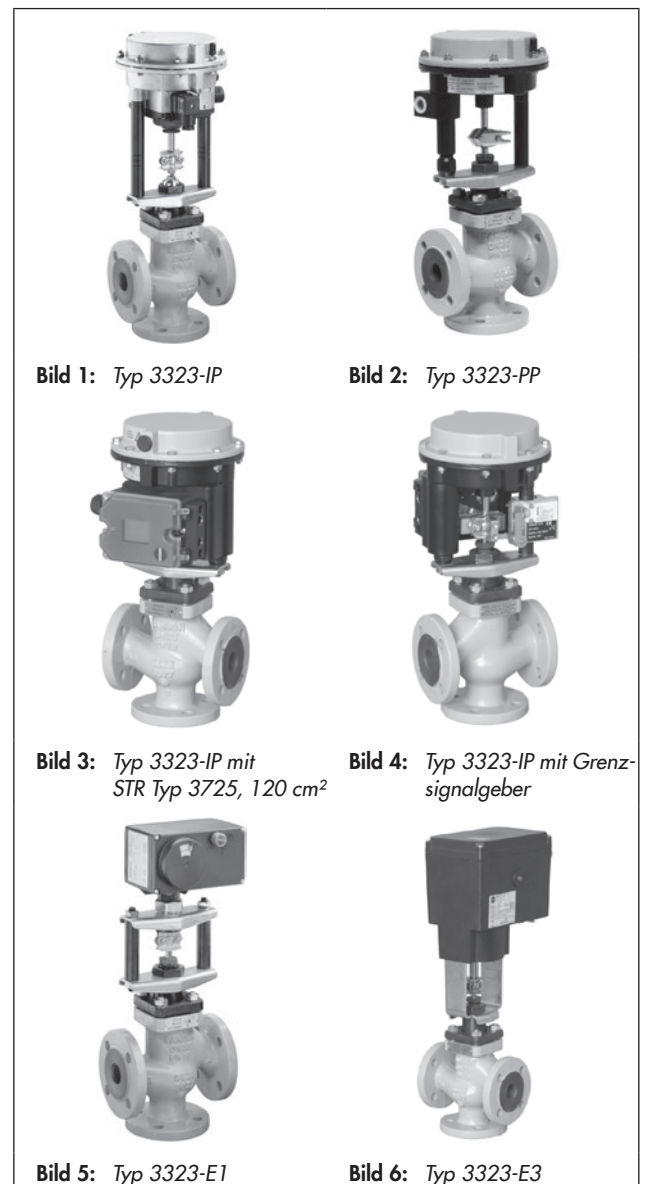 Bild 1: Typ 3323-IP
Bild 2: Typ 3323-PP
Bild 3: Typ 3323-IP mit
STR Typ 3725, 120 cm²
Bild 4: Typ 3323-IP mit Grenz-
signalgeber
Bild 5: Typ 3323-E1
Bild 6: Typ 3323-E3